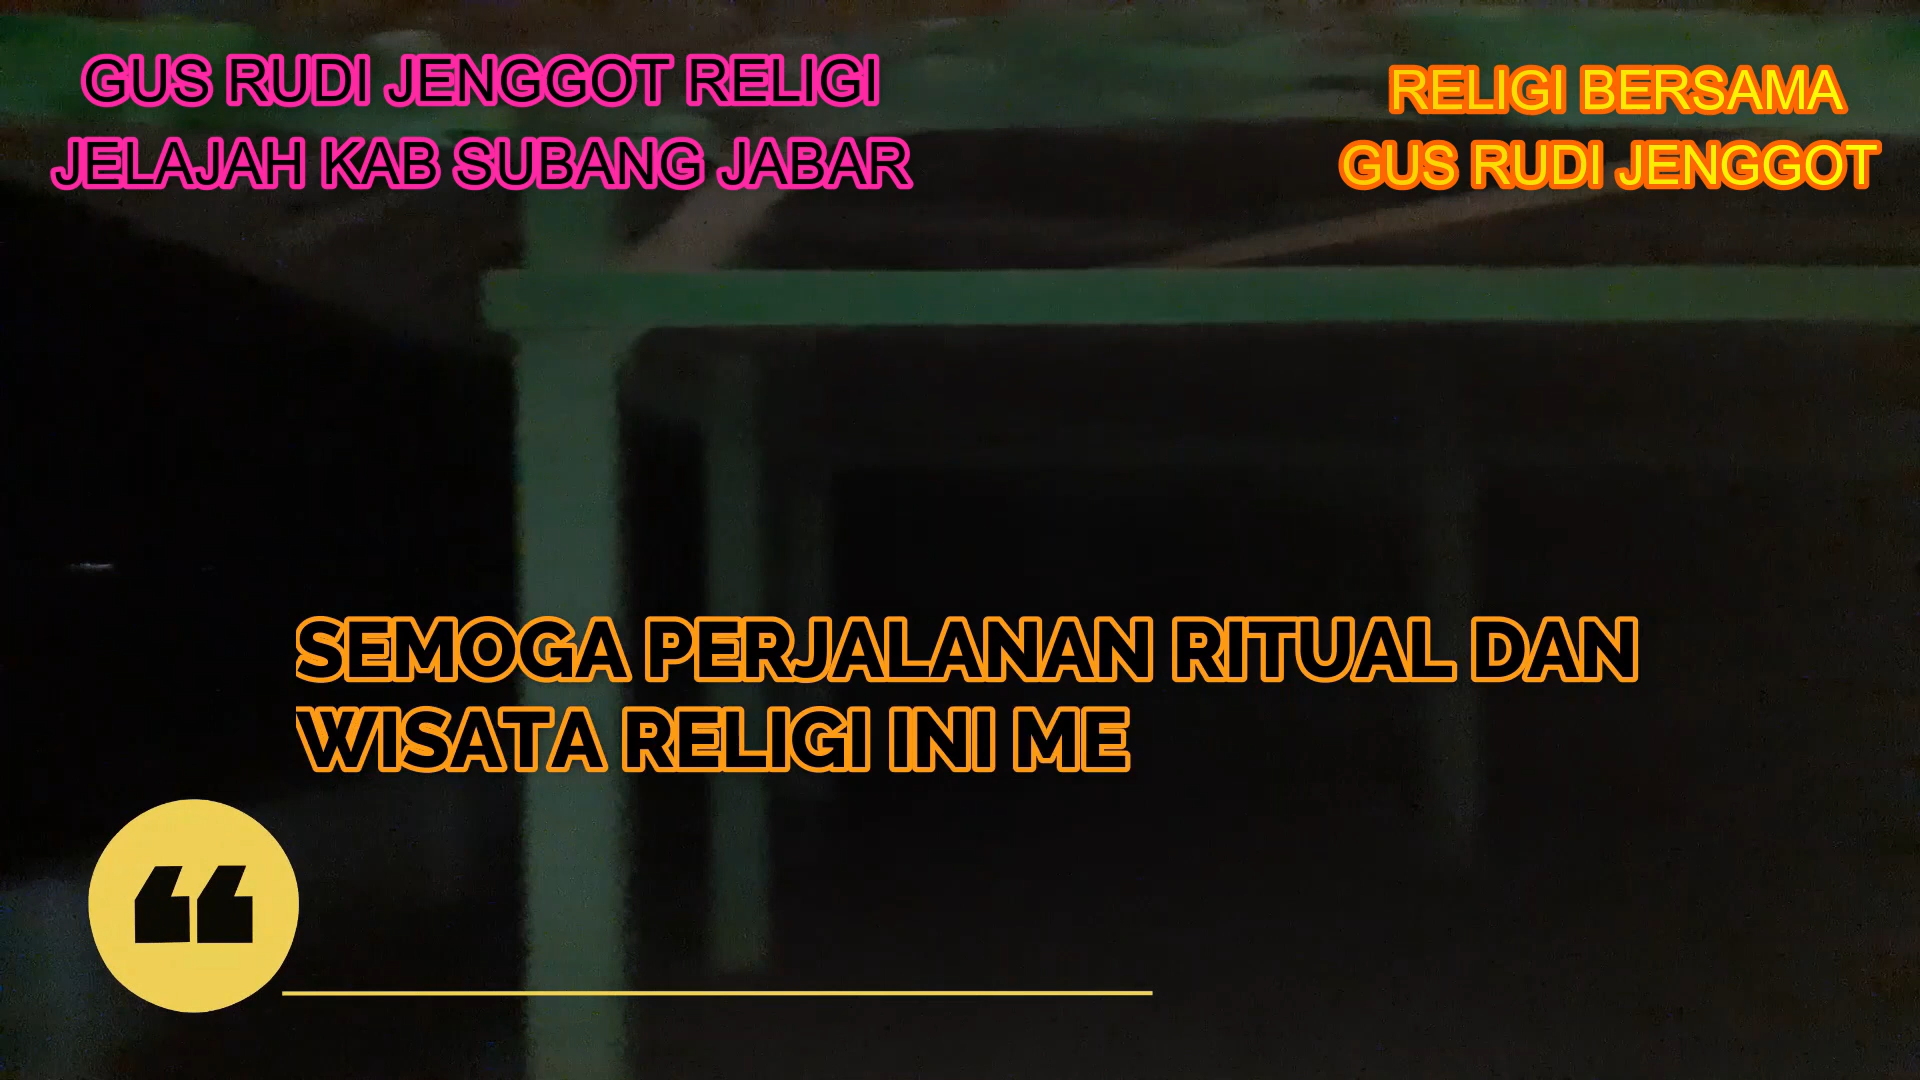 GUS RUDI JENGGOT RELIGI
JELAJAH KAB SUBANG JABAR
RELIGI BERSAMA
GUS RUDI JENGGOT
SEMOGA PERJALANAN RITUAL DAN
WISATA RELIGI INI ME
❝